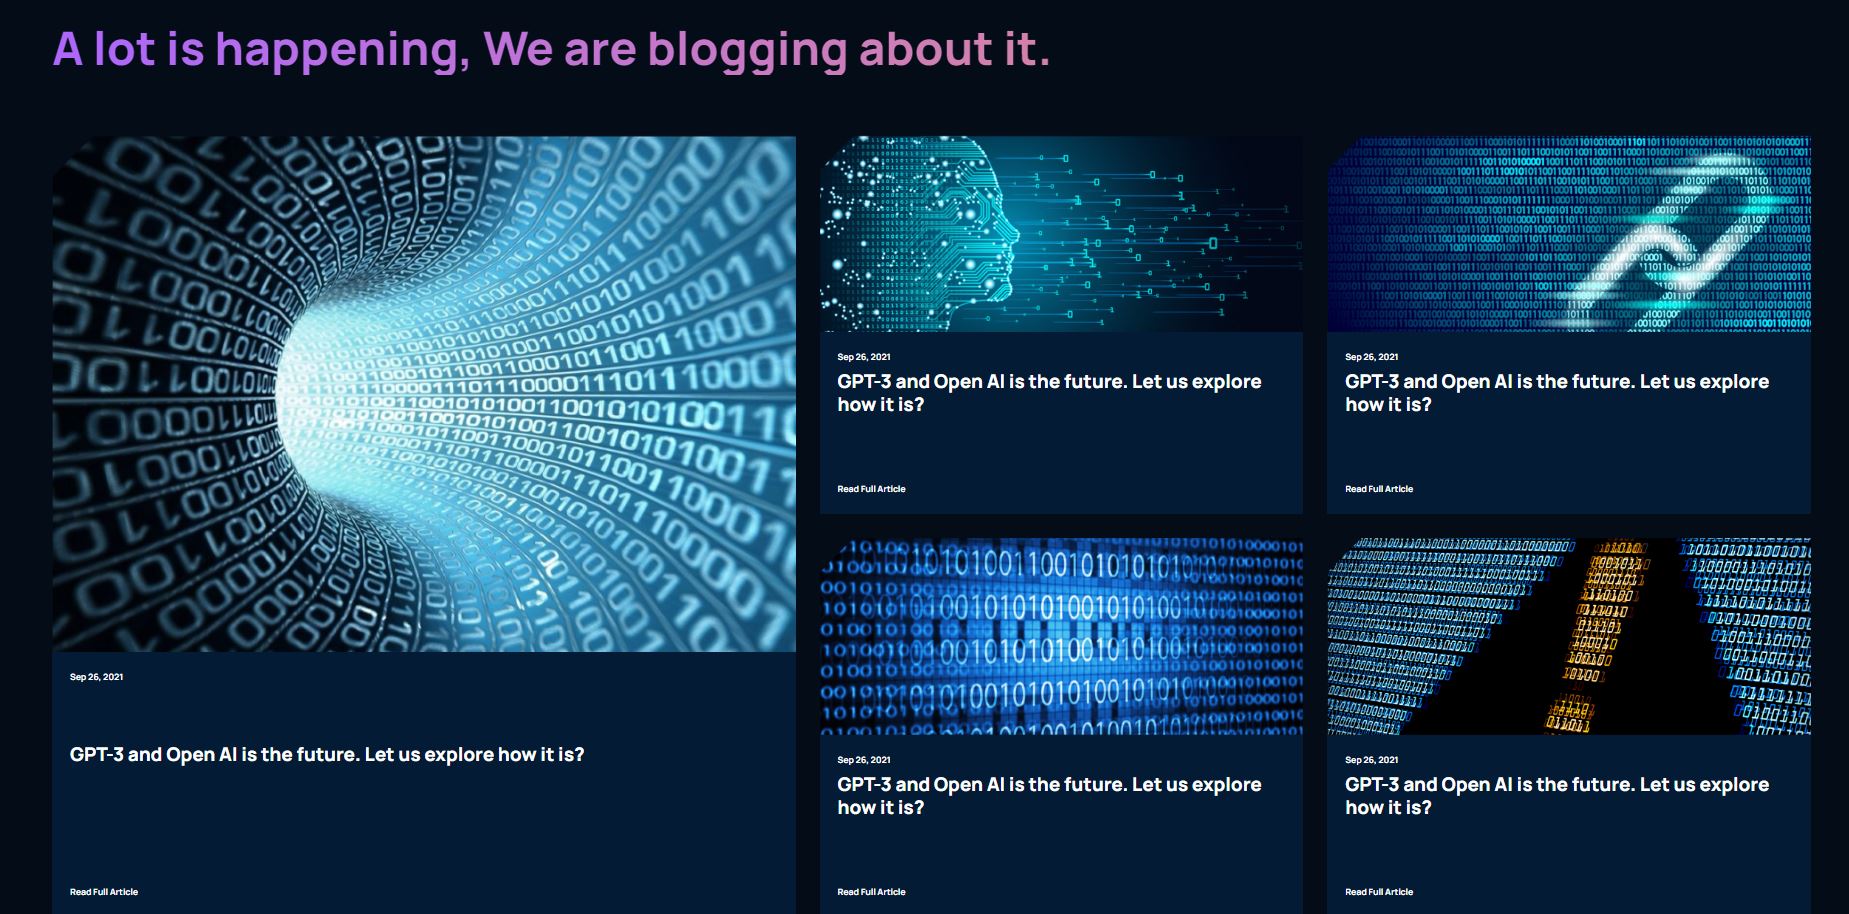 A lot is happening, We are blogging about it.
Sep 26, 2021
GPT-3 and Open AI is the future. Let us explore how it is?
Read Full Article
Sep 26, 2021
GPT-3 and Open AI is the future. Let us explore
how it is?
Read Full Article
Sep 26, 2021
GPT-3 and Open AI is the future. Let us explore
how it is?
Read Full Article
Sep 26, 2021
GPT-3 and Open AI is the future. Let us explore
how it is?
Read Full Article
Sep 26, 2021
GPT-3 and Open AI is the future. Let us explore
how it is?
Read Full Article